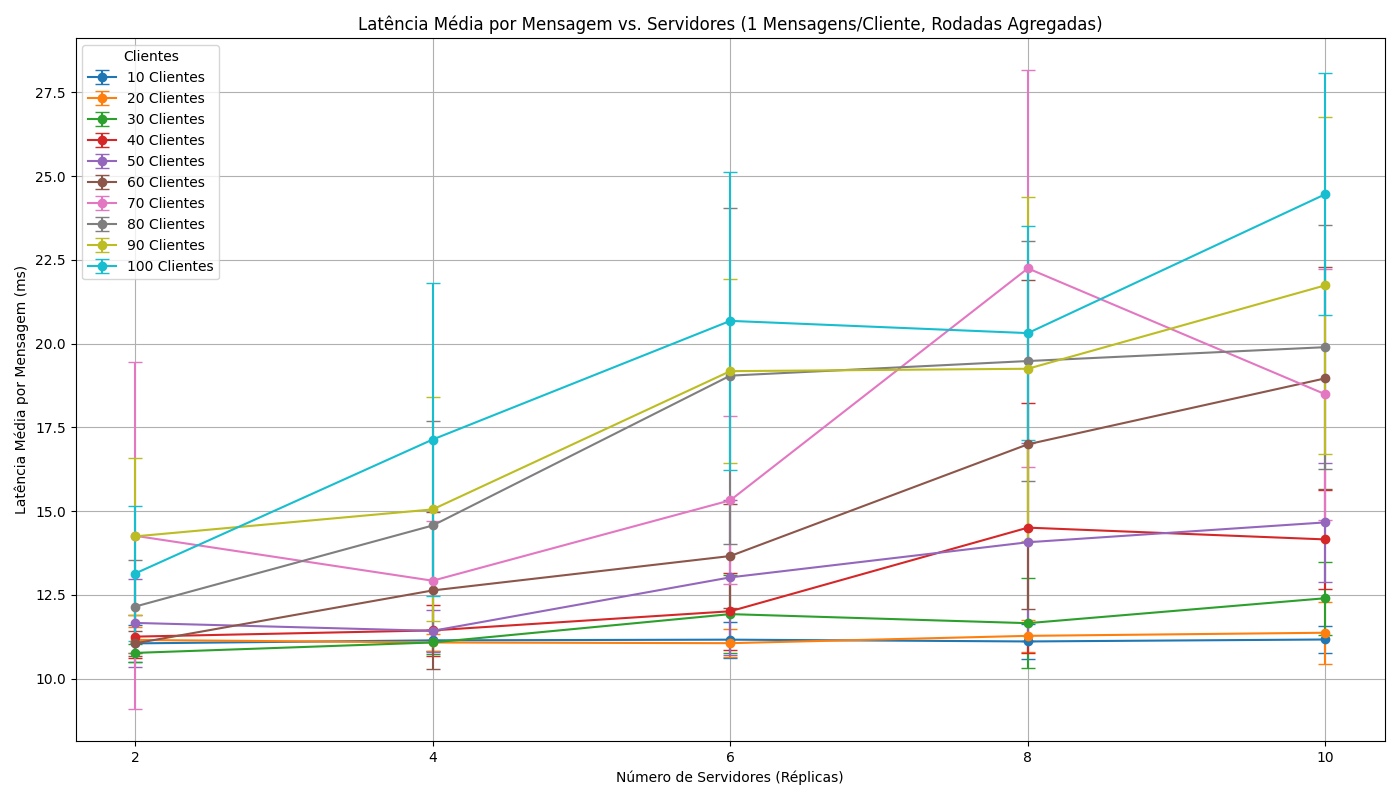 Latência Média por Mensagem vs. Servidores (1 Mensagens/Cliente, Rodadas Agregadas)
Clientes
10 Clientes
20 Clientes
30 Clientes
40 Clientes
50 Clientes
60 Clientes
70 Clientes
80 Clientes
90 Clientes
100 Clientes
Latência Média por Mensagem (ms)
27.5
25.0
22.5
20.0
17.5
15.0
12.5
10.0
2 4 6 8 10
Número de Servidores (Réplicas)